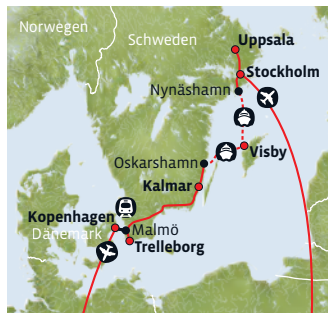 Norwegen
Schweden
Uppsala
Stockholm
Nynäshamn
Visby
Oskarshamn
Kalmar
Kopenhagen
Dänemark
Malmö
Trelleborg